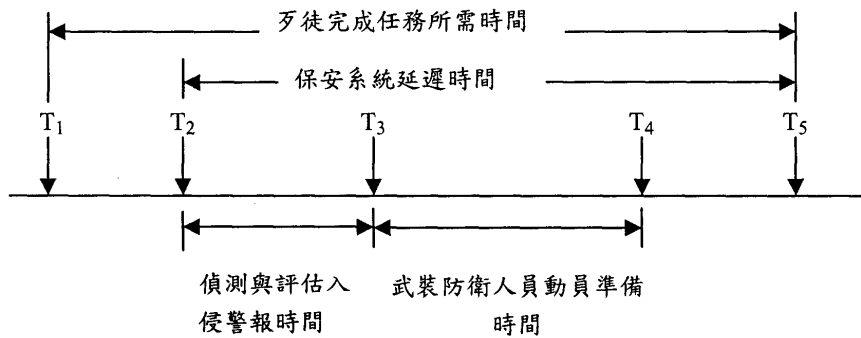 歹徒完成任務所需時間
保安系統延遲時間
T₁ T₂ T₃ T₄ T₅
偵測與評估入
侵警報時間
武裝防衛人員動員準備
時間